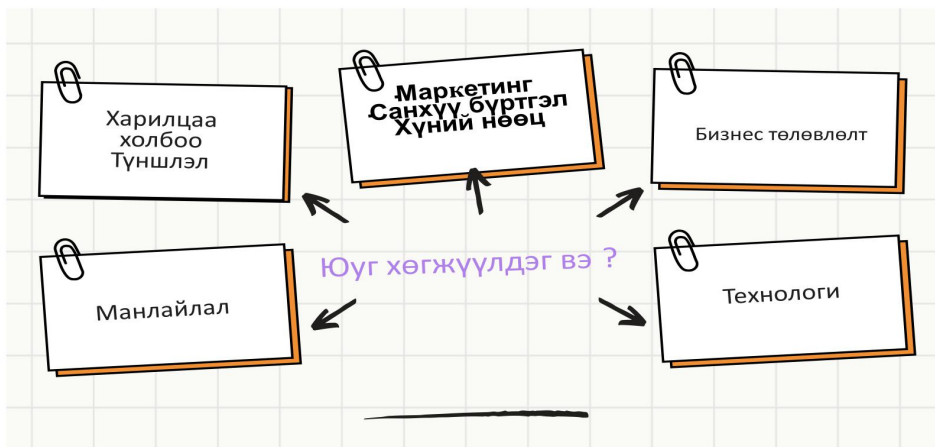 Харилцаа
холбоо
Түншлэл
Маркетинг
Санхүү бүртгэл
Хүний нөөц
Бизнес төлөвлөлт
Юуг хөгжүүлдэг вэ ?
Манлайлал
Технологи